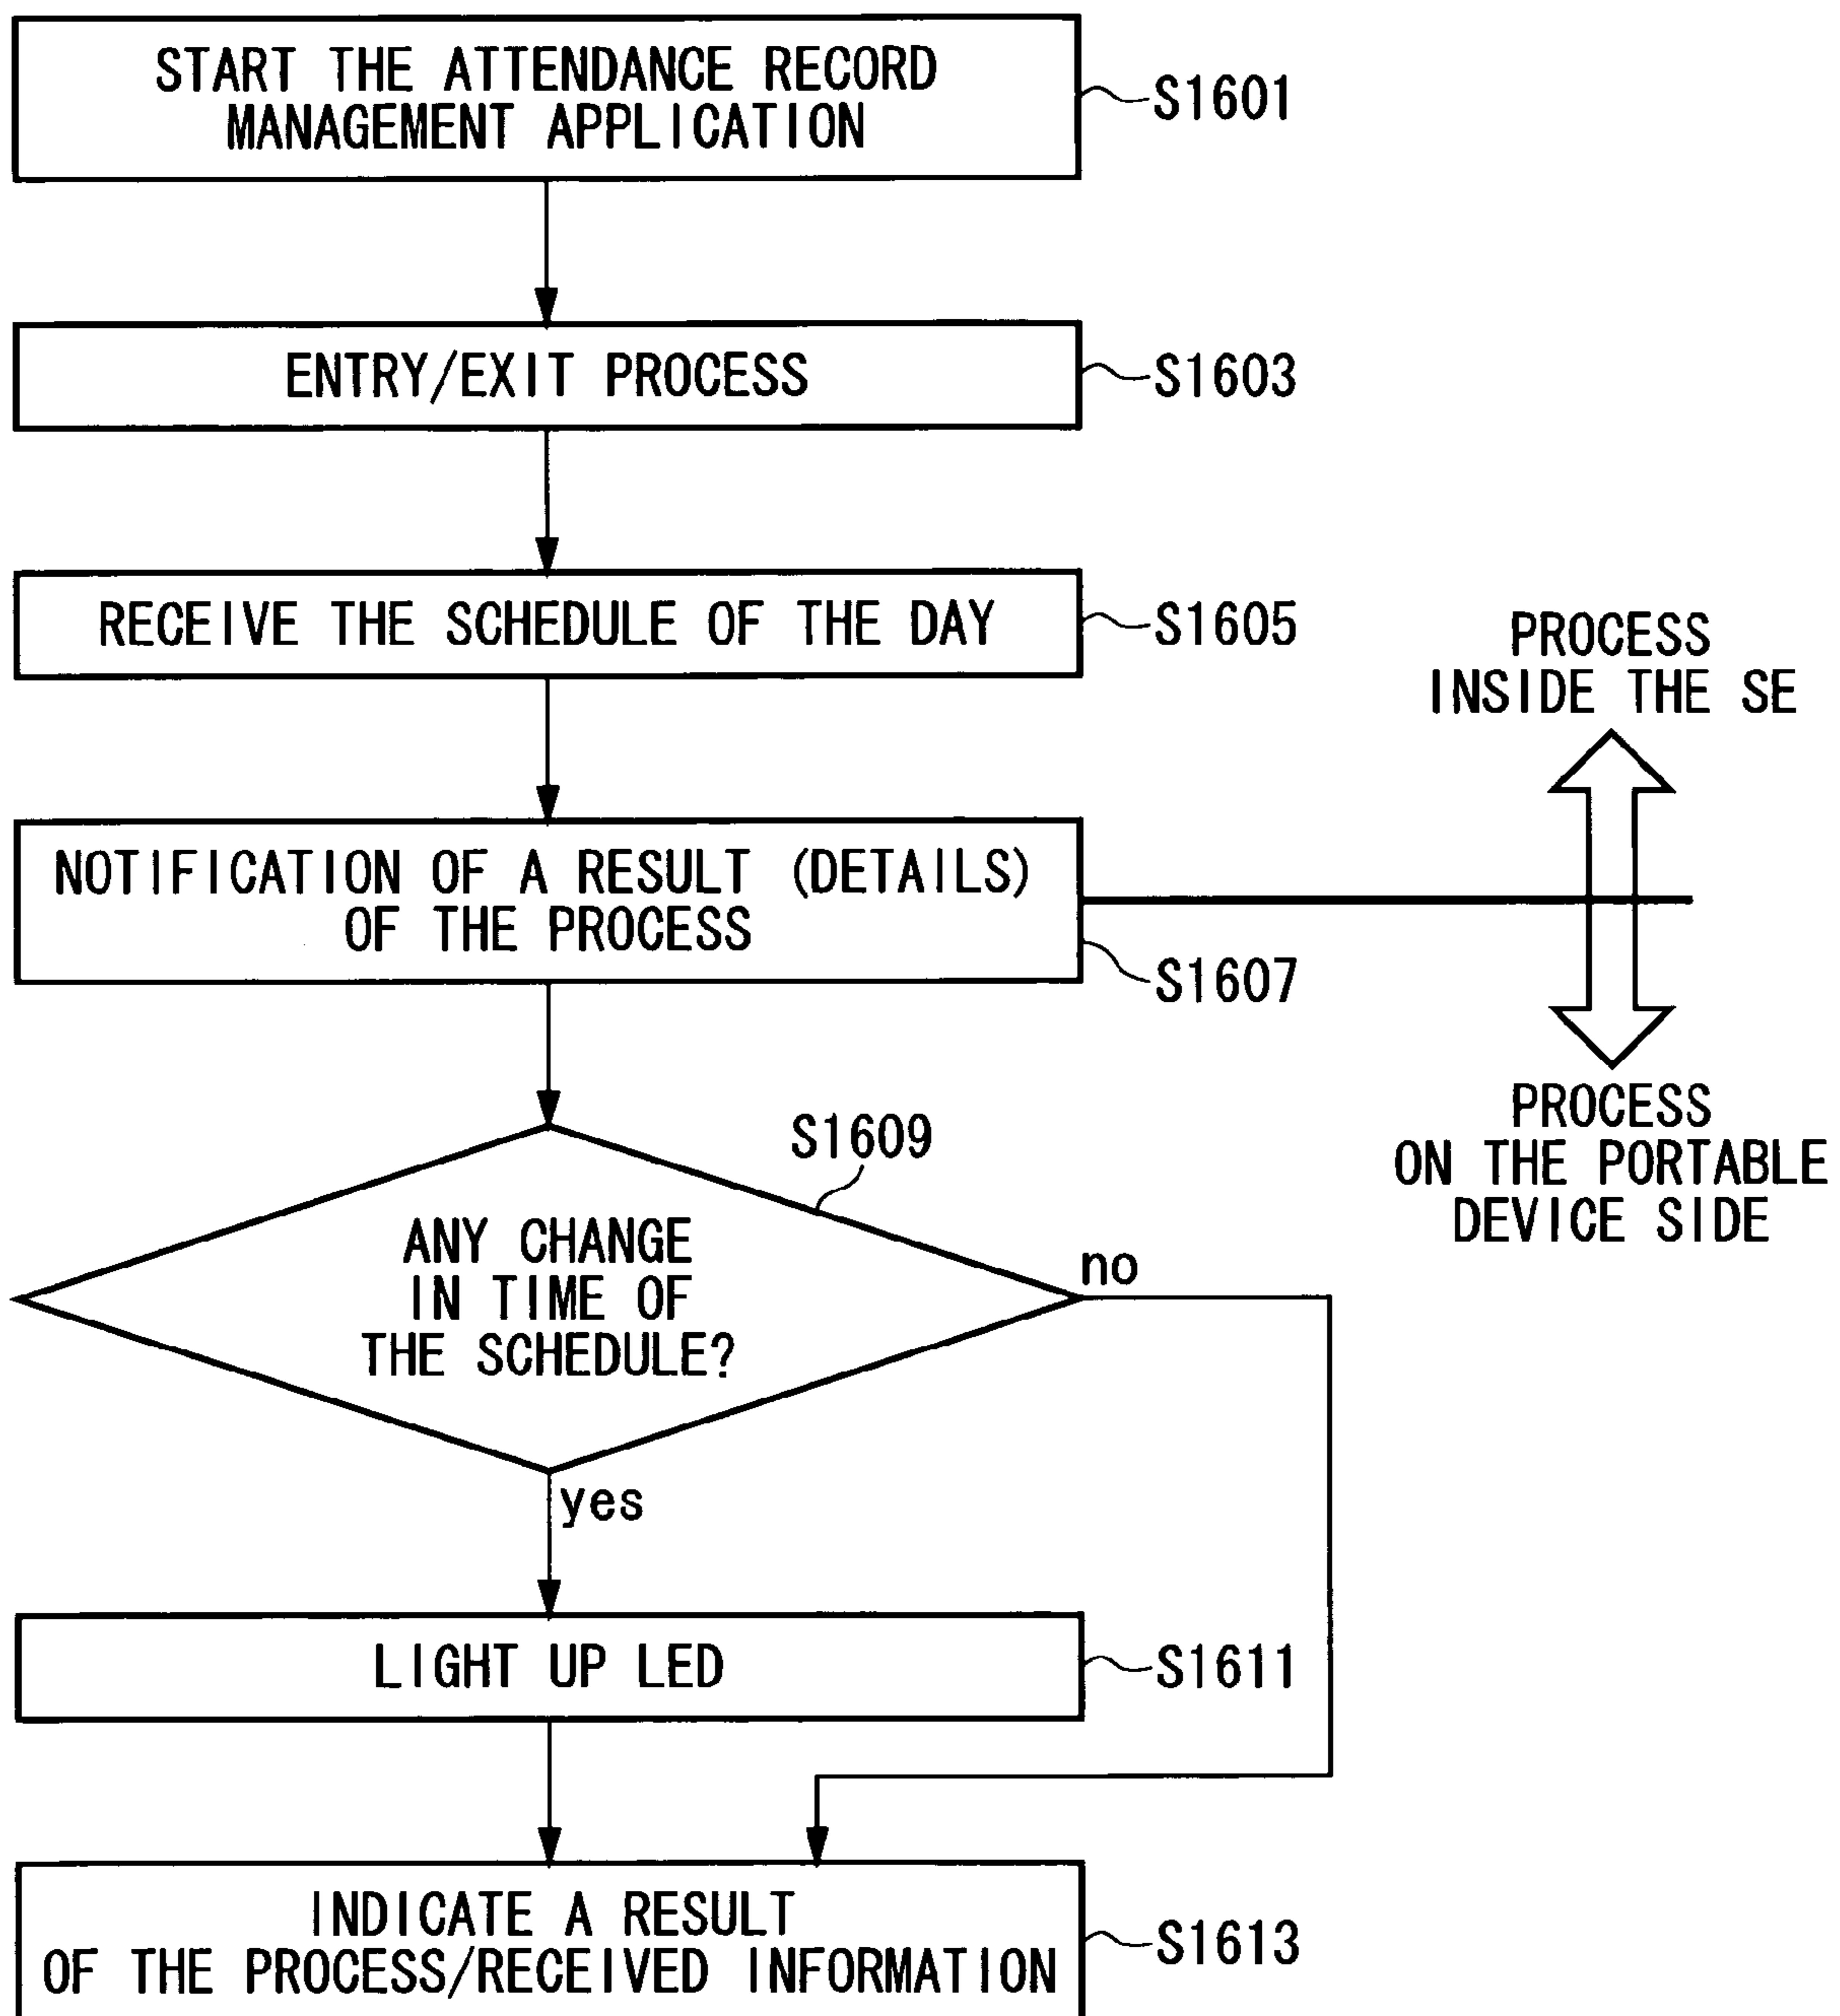 START THE ATTENDANCE RECORD
MANAGEMENT APPLICATION
S1601
ENTRY/EXIT PROCESS
S1603
RECEIVE THE SCHEDULE OF THE DAY
S1605
PROCESS
INSIDE THE SE
NOTIFICATION OF A RESULT (DETAILS)
OF THE PROCESS
S1607
PROCESS
ON THE PORTABLE
DEVICE SIDE
S1609
ANY CHANGE
IN TIME OF
THE SCHEDULE?
no
yes
LIGHT UP LED
S1611
INDICATE A RESULT
OF THE PROCESS/RECEIVED INFORMATION
S1613